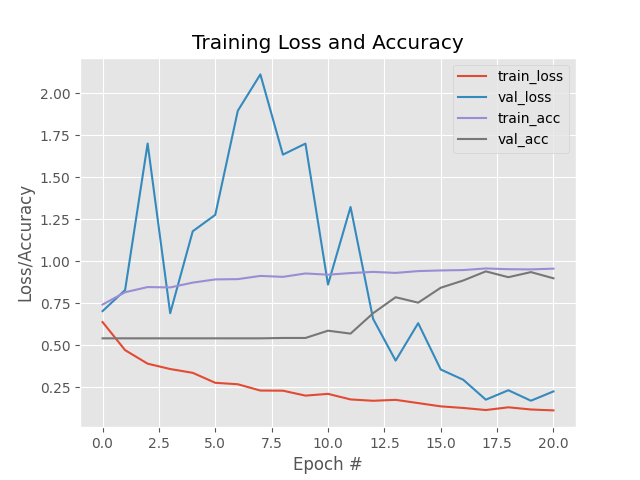 Training Loss and Accuracy
train_loss
val_loss
train_acc
val_acc
2.00
1.75
1.50
1.25
1.00
0.75
0.50
0.25
Loss/Accuracy
0.0 2.5 5.0 7.5 10.0 12.5 15.0 17.5 20.0
Epoch #